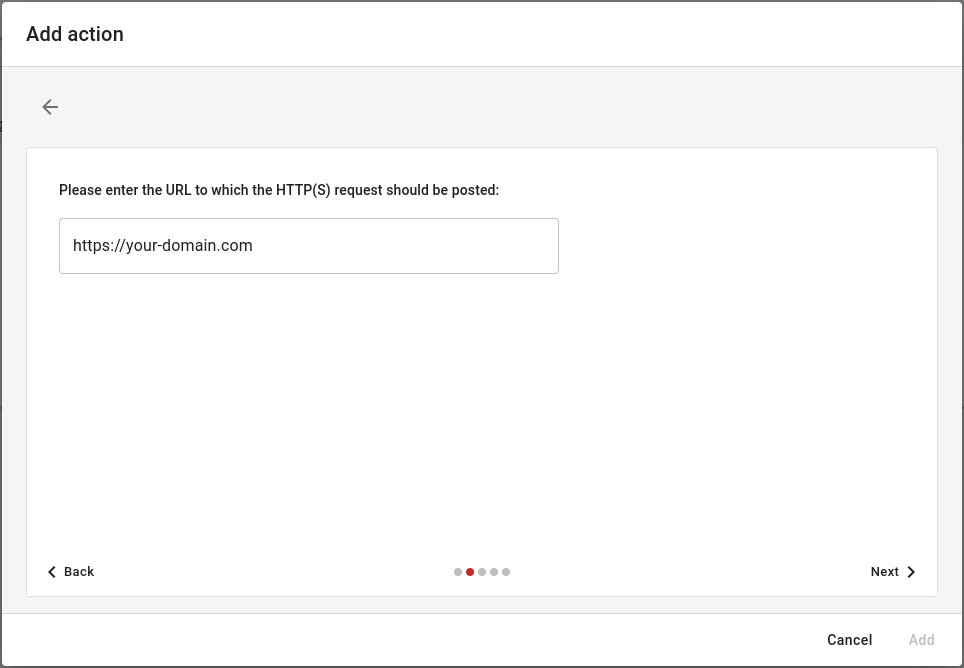 Add action
Please enter the URL to which the HTTP(S) request should be posted:
https://your-domain.com
Back
Next
Cancel
Add